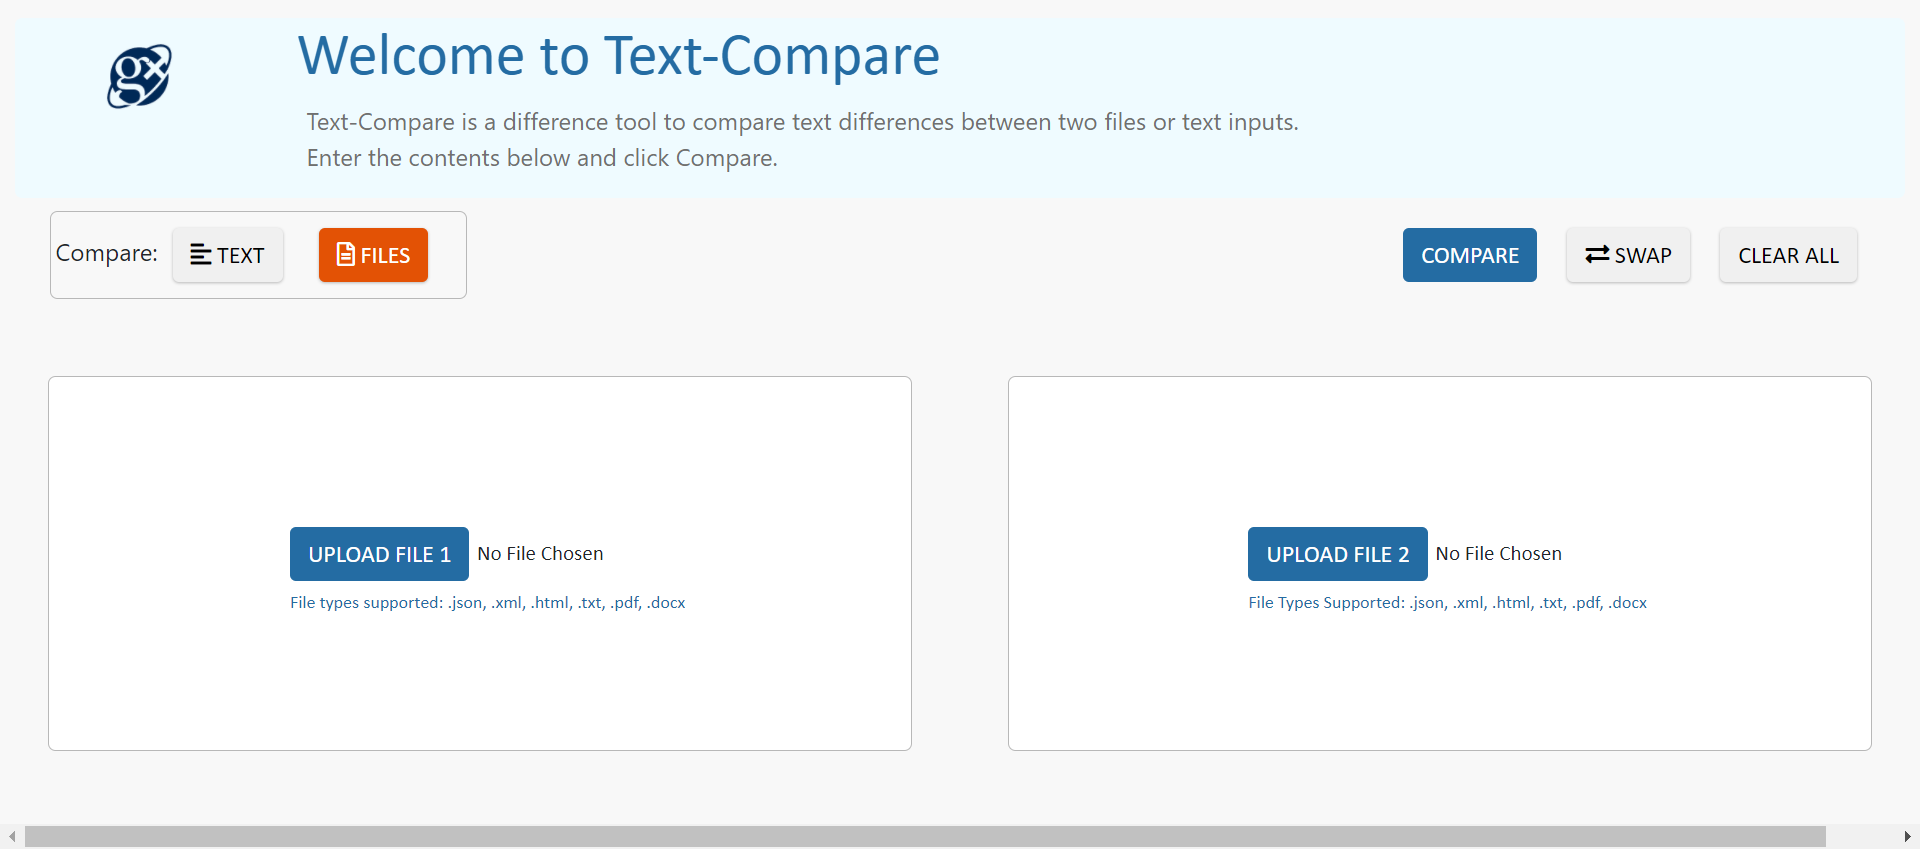 gx
Welcome to Text-Compare
Text-Compare is a difference tool to compare text differences between two files or text inputs.
Enter the contents below and click Compare.
Compare: TEXT FILES COMPARE SWAP CLEAR ALL
UPLOAD FILE 1 No File Chosen
File types supported: .json, .xml, .html, .txt, .pdf, .docx
UPLOAD FILE 2 No File Chosen
File Types Supported: .json, .xml, .html, .txt, .pdf, .docx